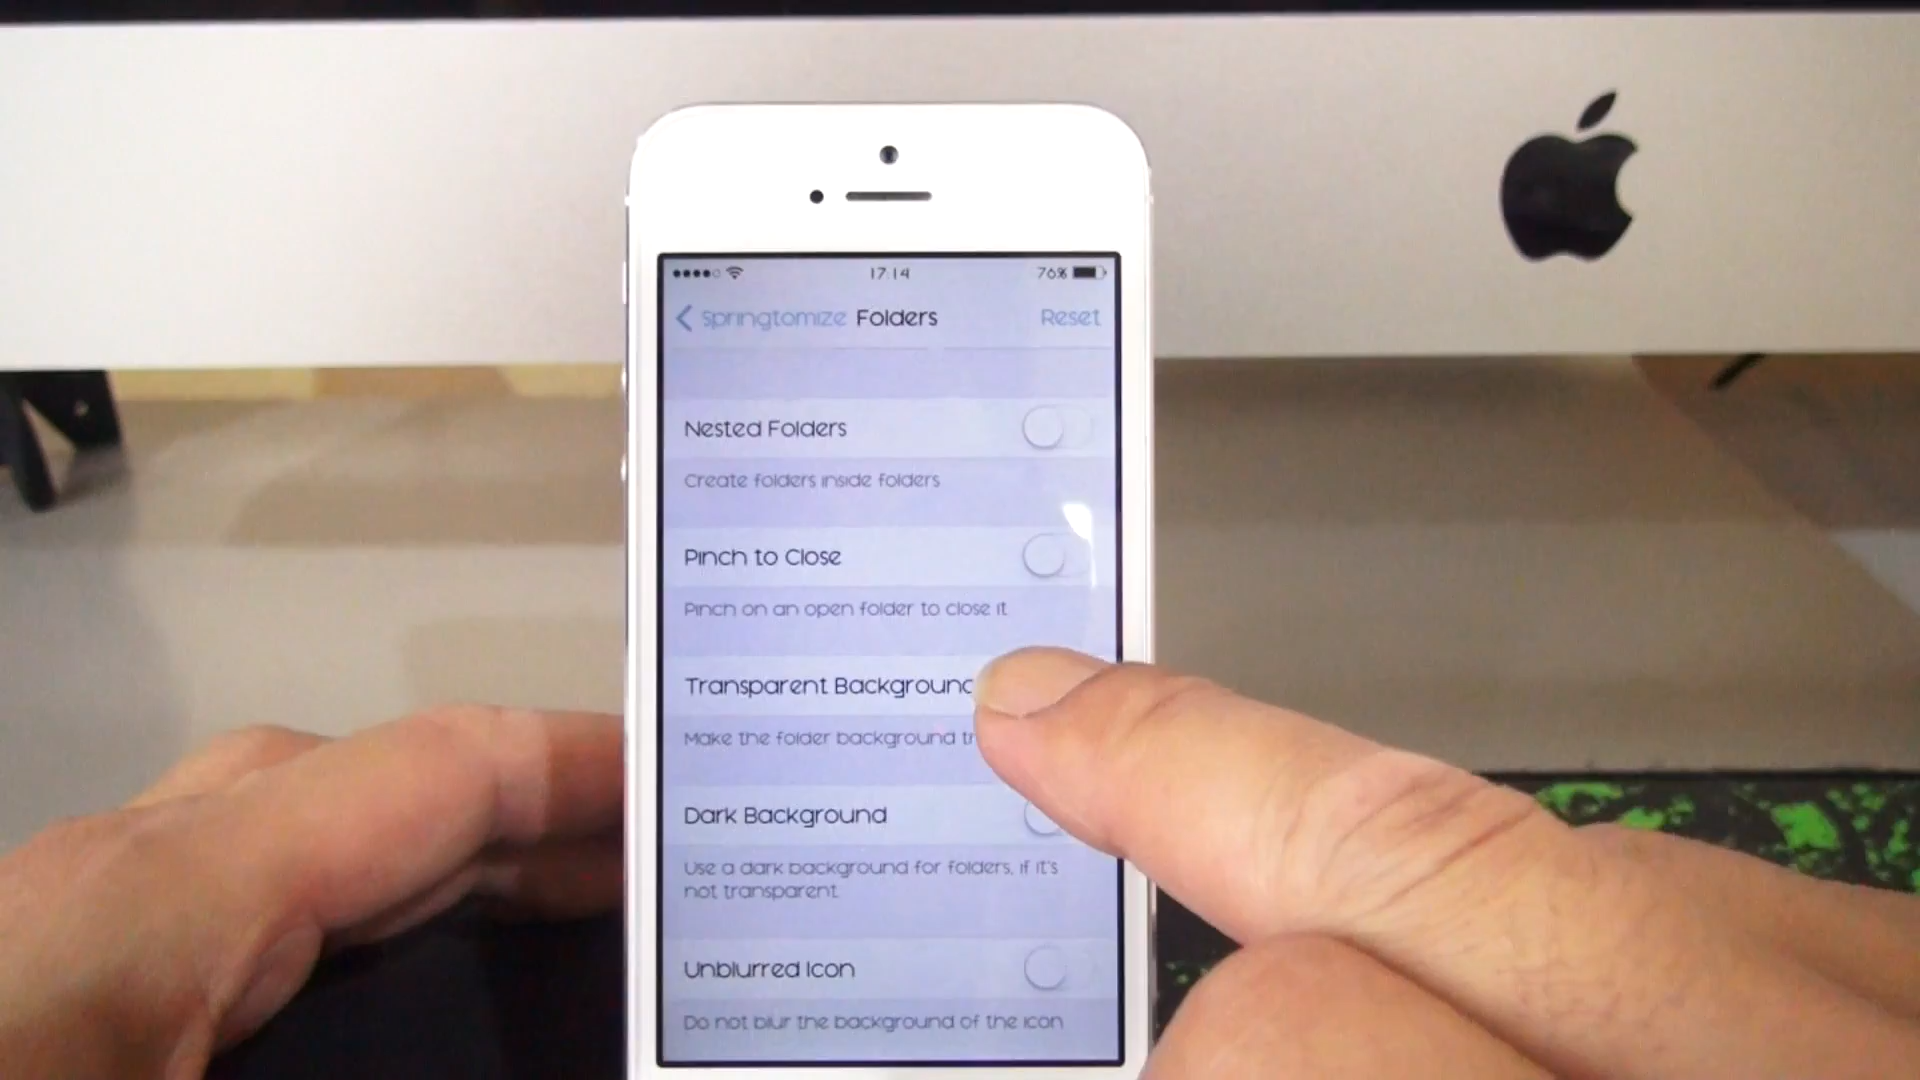 17:14
76%
Springtomize Folders Reset
Nested Folders
Create folders inside folders
Pinch to Close
Pinch on an open folder to close it
Transparent Background
Make the folder background
Dark Background
Use a dark background for folders, if it's
not transparent
Unblurred Icon
Do not blur the background of the icon